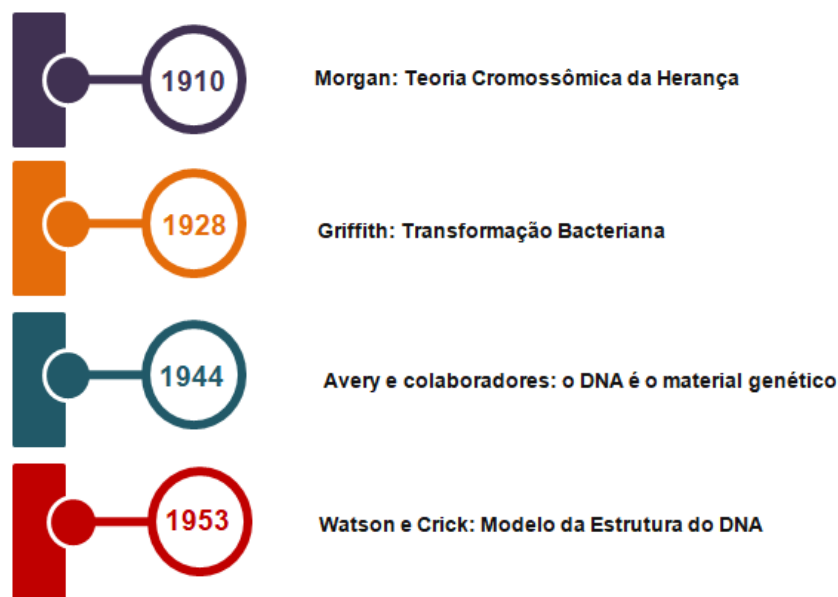 1910
Morgan: Teoria Cromossômica da Herança
1928
Griffith: Transformação Bacteriana
1944
Avery e colaboradores: o DNA é o material genético
1953
Watson e Crick: Modelo da Estrutura do DNA